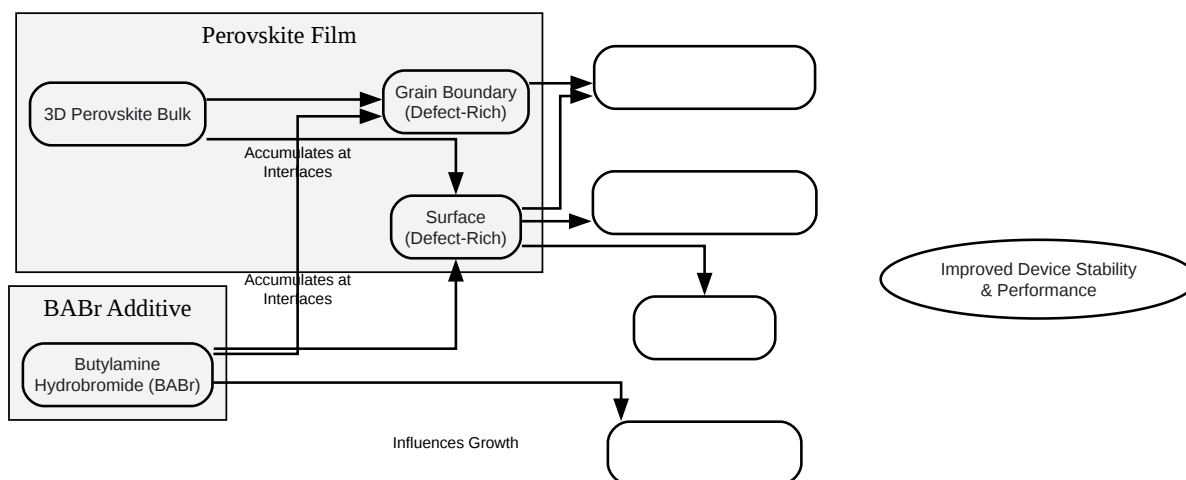 Perovskite Film
3D Perovskite Bulk
Grain Boundary
(Defect-Rich)
Accumulates at
Interfaces
Surface
(Defect-Rich)
Accumulates at
Interfaces
BABr Additive
Butylamine
Hydrobromide (BABr)
Influences Growth
Improved Device Stability
& Performance